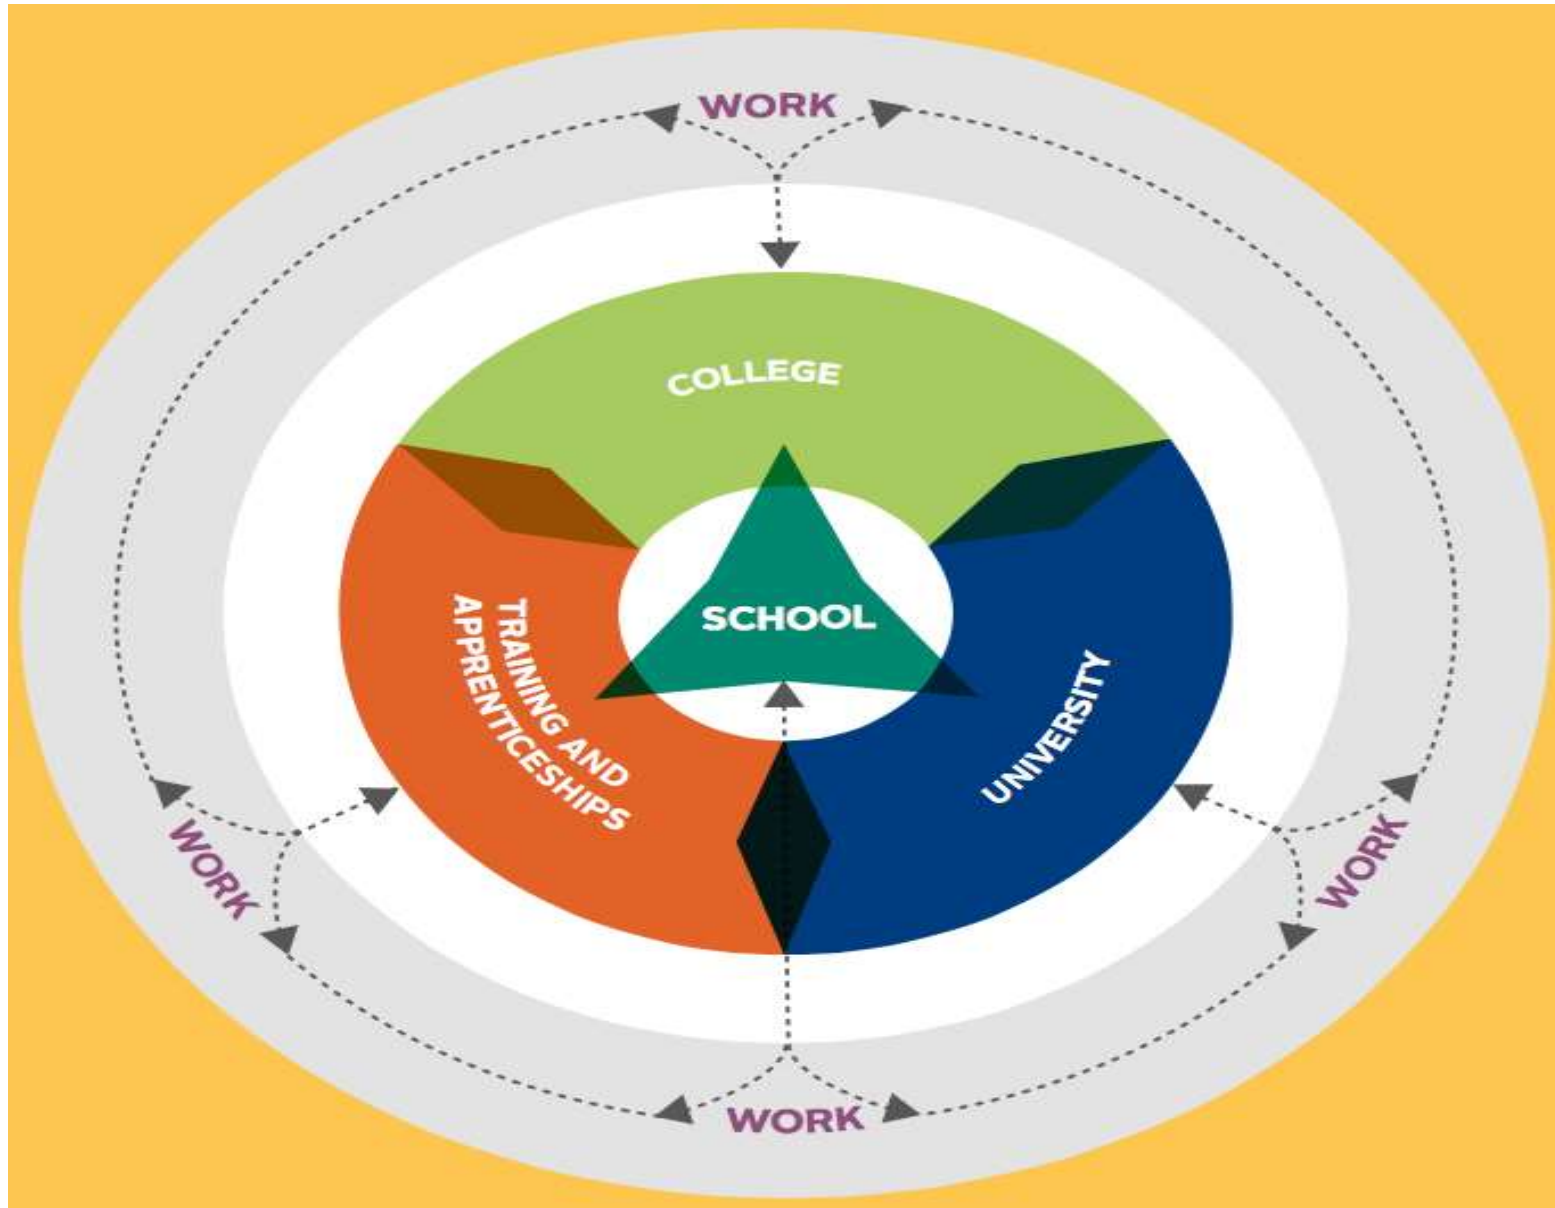 WORK
COLLEGE
SCHOOL
TRAINING AND
APPRENTICESHIPS
UNIVERSITY
WORK
WORK
WORK